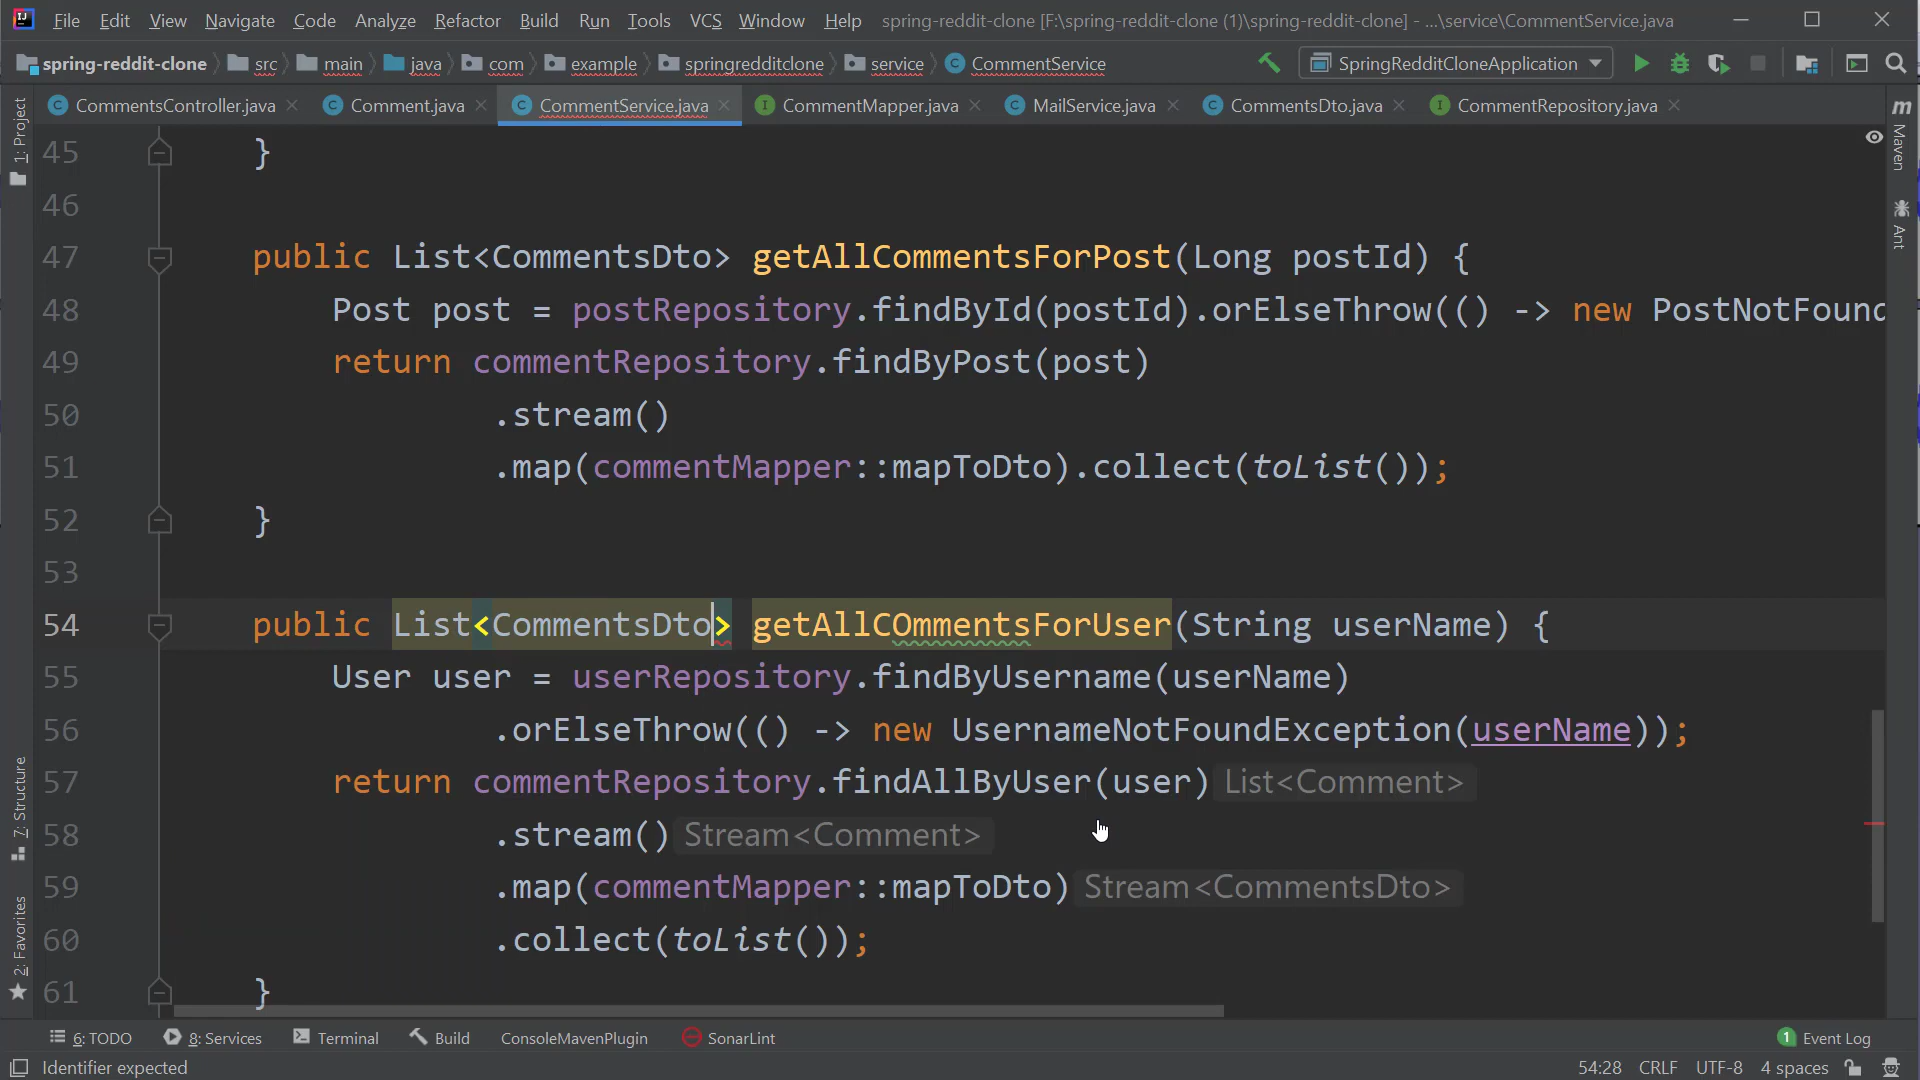 File Edit View Navigate Code Analyze Refactor Build Run Tools VCS Window Help spring-reddit-clone [F:\spring-reddit-clone (1)\spring-reddit-clone] - ...\service\CommentService.java
spring-reddit-clone src main java com example springredditclone service CommentService SpringRedditCloneApplication
CommentsController.java Comment.java CommentService.java CommentMapper.java MailService.java CommentsDto.java CommentRepository.java
1: Project
7: Structure
2: Favorites
m Maven
Ant
45 }
46
47 public List<CommentsDto> getAllCommentsForPost(Long postId) {
48 Post post = postRepository.findById(postId).orElseThrow(() -> new PostNotFound
49 return commentRepository.findByPost(post)
50 .stream()
51 .map(commentMapper::mapToDto).collect(toList());
52 }
53
54 public List<CommentsDto> getAllCOmmentsForUser(String userName) {
55 User user = userRepository.findByUsername(userName)
56 .orElseThrow(() -> new UsernameNotFoundException(userName));
57 return commentRepository.findAllByUser(user) List<Comment>
58 .stream() Stream<Comment>
59 .map(commentMapper::mapToDto) Stream<CommentsDto>
60 .collect(toList());
61 }
6: TODO 8: Services Terminal Build ConsoleMavenPlugin SonarLint 1 Event Log
Identifier expected 54:28 CRLF UTF-8 4 spaces